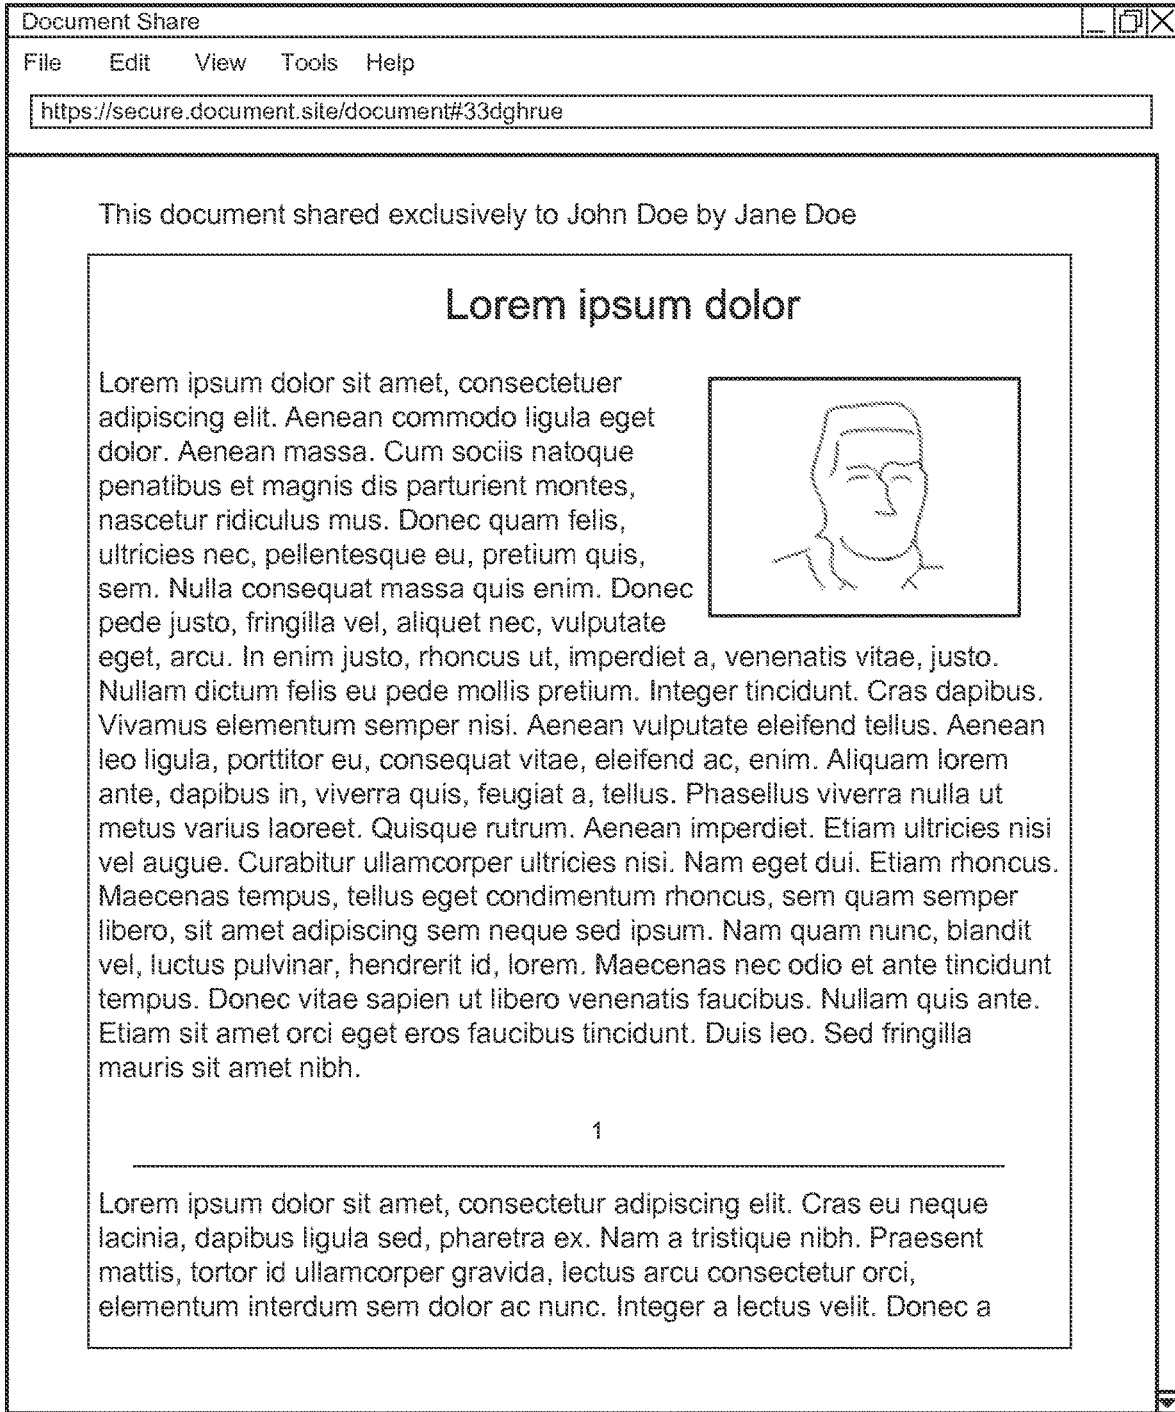 Document Share
File Edit View Tools Help
https://secure.document.site/document#33dghrue
This document shared exclusively to John Doe by Jane Doe
Lorem ipsum dolor
Lorem ipsum dolor sit amet, consectetuer
adipiscing elit. Aenean commodo ligula eget
dolor. Aenean massa. Cum sociis natoque
penatibus et magnis dis parturient montes,
nascetur ridiculus mus. Donec quam felis,
ultricies nec, pellentesque eu, pretium quis,
sem. Nulla consequat massa quis enim. Donec
pede justo, fringilla vel, aliquet nec, vulputate
eget, arcu. In enim justo, rhoncus ut, imperdiet a, venenatis vitae, justo.
Nullam dictum felis eu pede mollis pretium. Integer tincidunt. Cras dapibus.
Vivamus elementum semper nisi. Aenean vulputate eleifend tellus. Aenean
leo ligula, porttitor eu, consequat vitae, eleifend ac, enim. Aliquam lorem
ante, dapibus in, viverra quis, feugiat a, tellus. Phasellus viverra nulla ut
metus varius laoreet. Quisque rutrum. Aenean imperdiet. Etiam ultricies nisi
vel augue. Curabitur ullamcorper ultricies nisi. Nam eget dui. Etiam rhoncus.
Maecenas tempus, tellus eget condimentum rhoncus, sem quam semper
libero, sit amet adipiscing sem neque sed ipsum. Nam quam nunc, blandit
vel, luctus pulvinar, hendrerit id, lorem. Maecenas nec odio et ante tincidunt
tempus. Donec vitae sapien ut libero venenatis faucibus. Nullam quis ante.
Etiam sit amet orci eget eros faucibus tincidunt. Duis leo. Sed fringilla
mauris sit amet nibh.
1
Lorem ipsum dolor sit amet, consectetur adipiscing elit. Cras eu neque
lacinia, dapibus ligula sed, pharetra ex. Nam a tristique nibh. Praesent
mattis, tortor id ullamcorper gravida, lectus arcu consectetur orci,
elementum interdum sem dolor ac nunc. Integer a lectus velit. Donec a